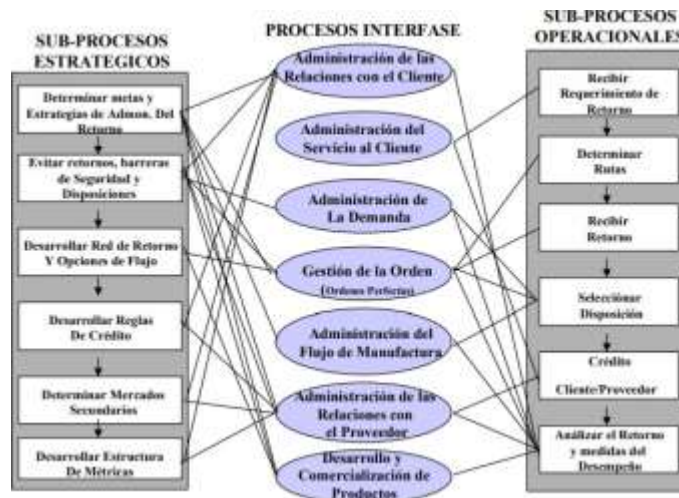 SUB-PROCESOS
ESTRATEGICOS
Determinar metas y
Estrategias de Admon. Del
Retorno
Evitar retornos, barreras
de Seguridad y
Disposiciones
Desarrollar Red de Retorno
Y Opciones de Flujo
Desarrollar Reglas
De Crédito
Determinar Mercados
Secundarios
Desarrollar Estructura
De Métricas
PROCESOS INTERFASE
Administración de las
Relaciones con el Cliente
Administración del
Servicio al Cliente
Administración de
La Demanda
Gestión de la Orden
(Ordenes Perfectas)
Administración del
Flujo de Manufactura
Administración de las
Relaciones con
el Proveedor
Desarrollo y
Comercialización de
Productos
SUB-PROCESOS
OPERACIONALES
Recibir
Requerimiento de
Retorno
Determinar
Rutas
Recibir
Retorno
Selecciónar
Disposición
Crédito
Cliente/Proveedor
Análizar el Retorno
y medidas del
Desempeño